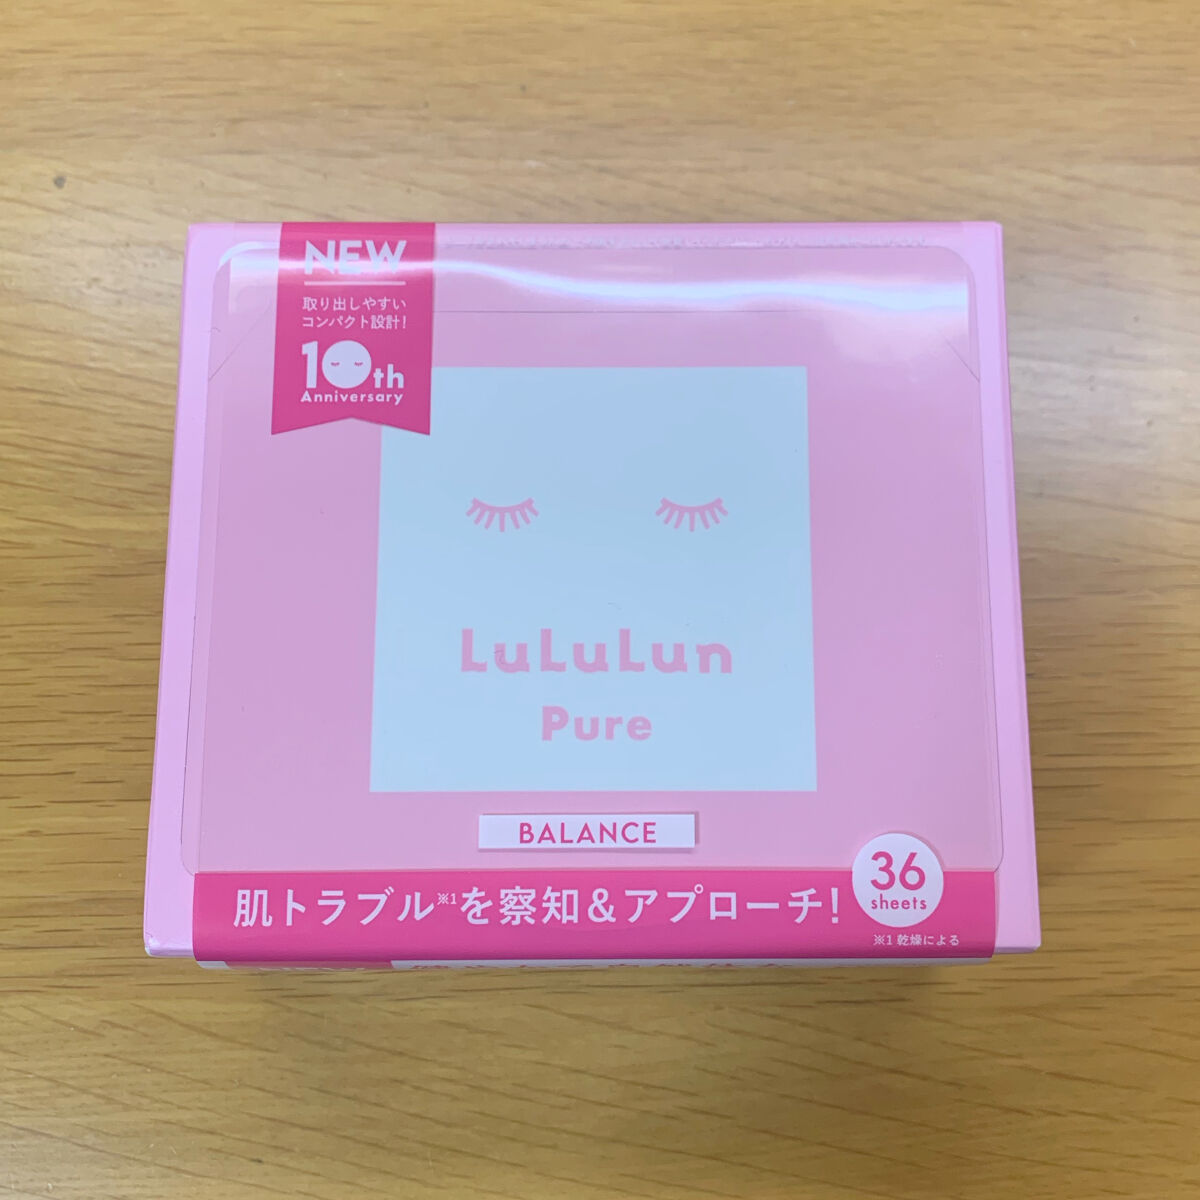 NEW
取り出しやすい
コンパクト設計!
10th
Anniversary
LuLuLun
Pure
BALANCE
肌トラブル※1を察知&アプローチ!
36
sheets
※1 乾燥による